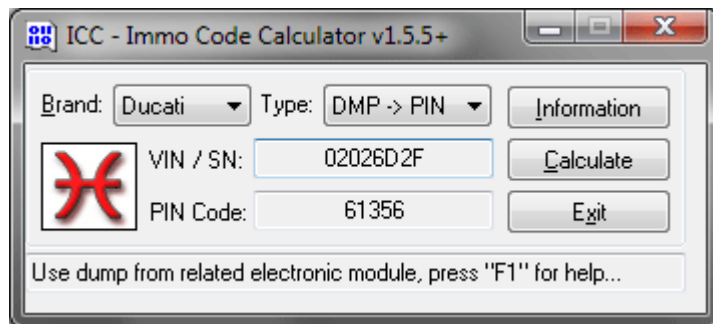 ICC - Immo Code Calculator v1.5.5+
Brand: Ducati Type: DMP -> PIN Information
VIN / SN: 02026D2F Calculate
PIN Code: 61356 Exit
Use dump from related electronic module, press "F1" for help...